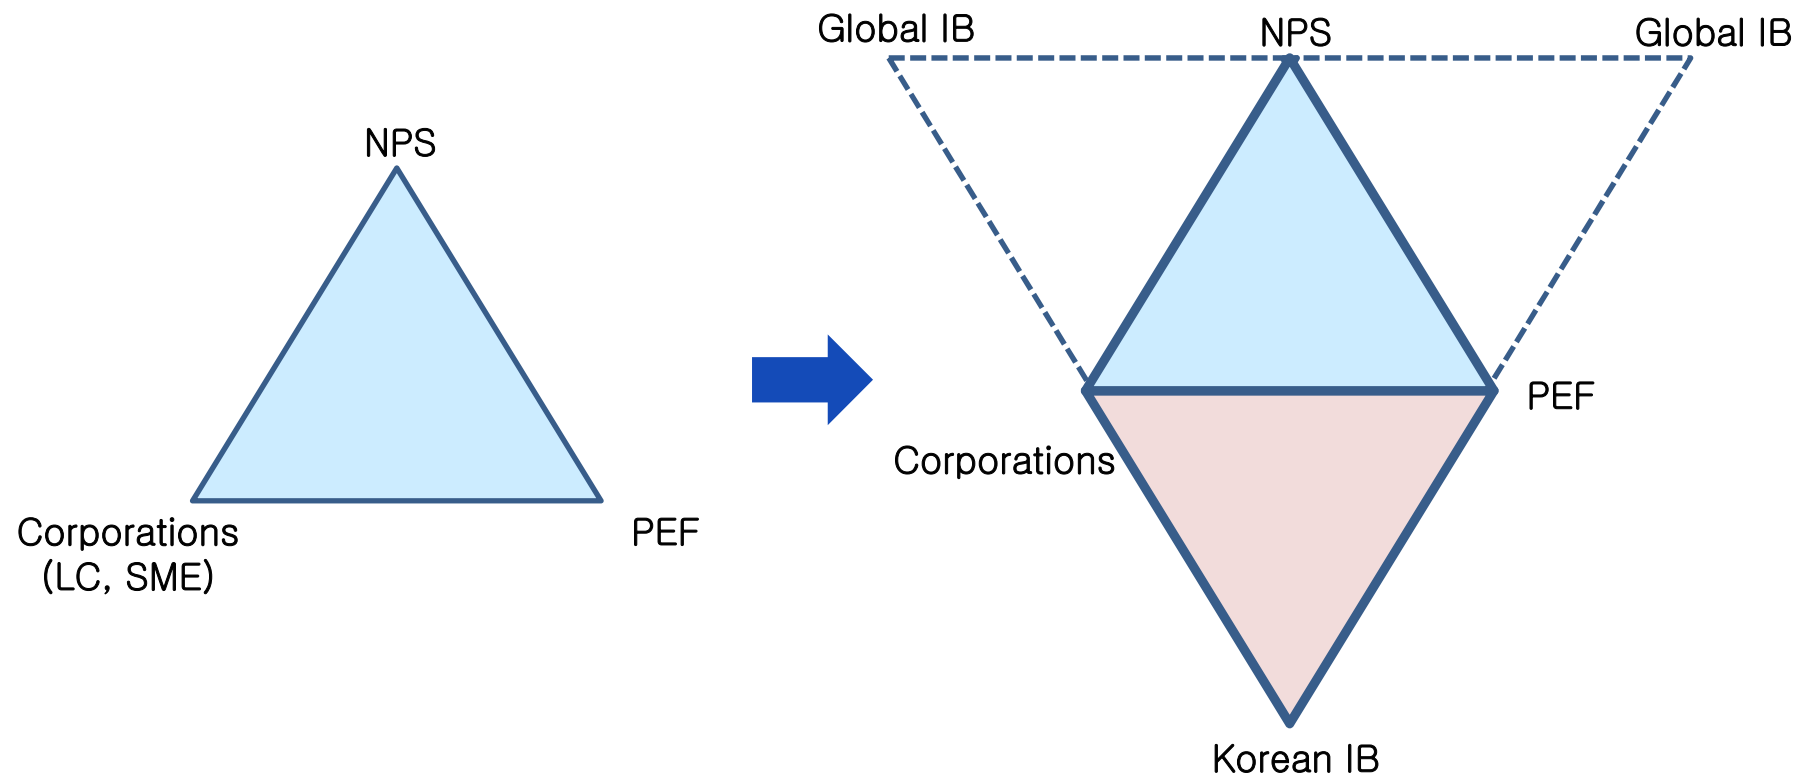 NPS
Corporations
(LC, SME)
PEF
Global IB
NPS
Global IB
PEF
Corporations
Korean IB